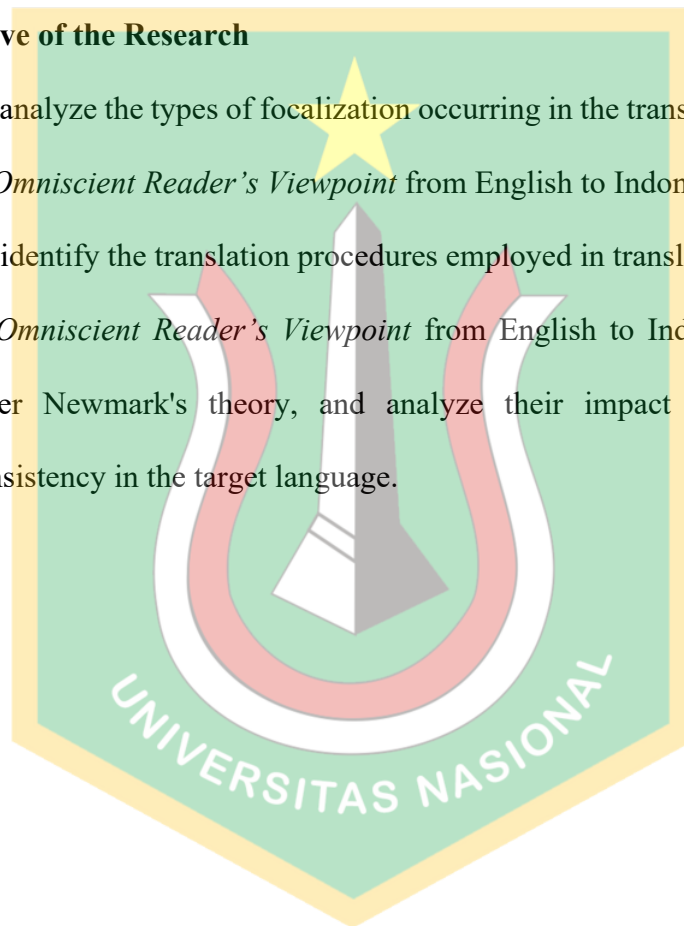 ve of the Research
analyze the types of focalization occurring in the trans
Omniscient Reader’s Viewpoint from English to Indon
identify the translation procedures employed in transl
Omniscient Reader’s Viewpoint from English to Ind
er Newmark's theory, and analyze their impact
nsistency in the target language.
UNIVERSITAS NASIONAL